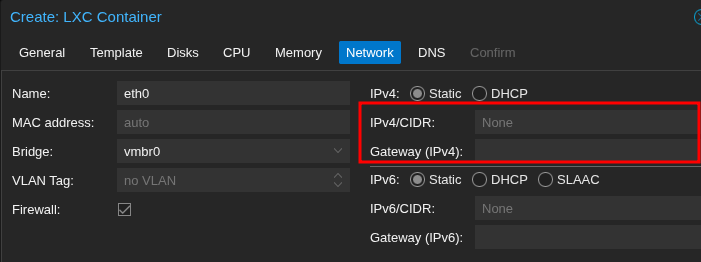 Create: LXC Container
General Template Disks CPU Memory Network DNS Confirm
Name: eth0
MAC address: auto
Bridge: vmbr0
VLAN Tag: no VLAN
Firewall:
IPv4: Static DHCP
IPv4/CIDR: None
Gateway (IPv4):
IPv6: Static DHCP SLAAC
IPv6/CIDR: None
Gateway (IPv6):